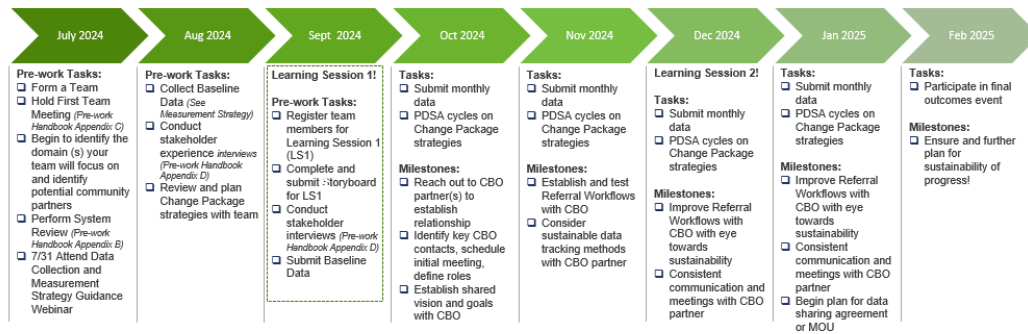 July 2024
Aug 2024
Sept 2024
Oct 2024
Nov 2024
Dec 2024
Jan 2025
Feb 2025
Pre-work Tasks:
Form a Team
Hold First Team
Meeting (Pre-work
Handbook Appendix C)
Begin to identify the
domain (s) your
team will focus on
and identify
potential community
partners
Perform System
Review (Pre-work
Handbook Appendix B)
7/31 Attend Data
Collection and
Measurement
Strategy Guidance
Webinar
Pre-work Tasks:
Collect Baseline
Data (See
Measurement Strategy)
Conduct
stakeholder
experience interviews
(Pre-work Handbook
Appendix D)
Review and plan
Change Package
strategies with team
Learning Session 1!
Pre-work Tasks:
Register team
members for
Learning Session 1
(LS1)
Complete and
submit Storyboard
for LS1
Conduct
stakeholder
interviews (Pre-work
Handbook Appendix D)
Submit Baseline
Data
Tasks:
Submit monthly
data
PDSA cycles on
Change Package
strategies
Milestones:
Reach out to CBO
partner(s) to
establish
relationship
Identify key CBO
contacts, schedule
initial meeting,
define roles
Establish shared
vision and goals
with CBO
Tasks:
Submit monthly
data
PDSA cycles on
Change Package
strategies
Milestones:
Establish and test
Referral Workflows
with CBO
Consider
sustainable data
tracking methods
with CBO partner
Learning Session 2!
Tasks:
Submit monthly
data
PDSA cycles on
Change Package
strategies
Milestones:
Improve Referral
Workflows with
CBO with eye
towards
sustainability
Consistent
communication and
meetings with CBO
partner
Tasks:
Submit monthly
data
PDSA cycles on
Change Package
strategies
Milestones:
Improve Referral
Workflows with
CBO with eye
towards
sustainability
Consistent
communication and
meetings with CBO
partner
Begin plan for data
sharing agreement
or MOU
Tasks:
Participate in final
outcomes event
Milestones:
Ensure and further
plan for
sustainability of
progress!